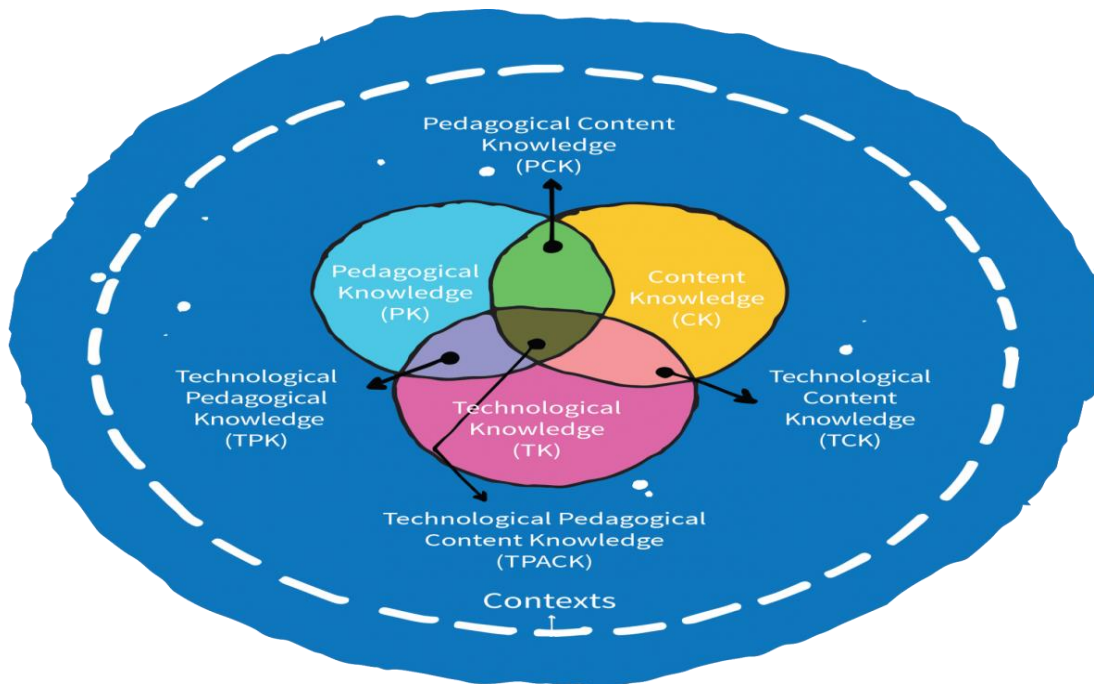 Pedagogical Content
Knowledge
(PCK)
Pedagogical
Knowledge
(PK)
Content
Knowledge
(CK)
Technological
Pedagogical
Knowledge
(TPK)
Technological
Knowledge
(TK)
Technological
Content
Knowledge
(TCK)
Technological Pedagogical
Content Knowledge
(TPACK)
Contexts